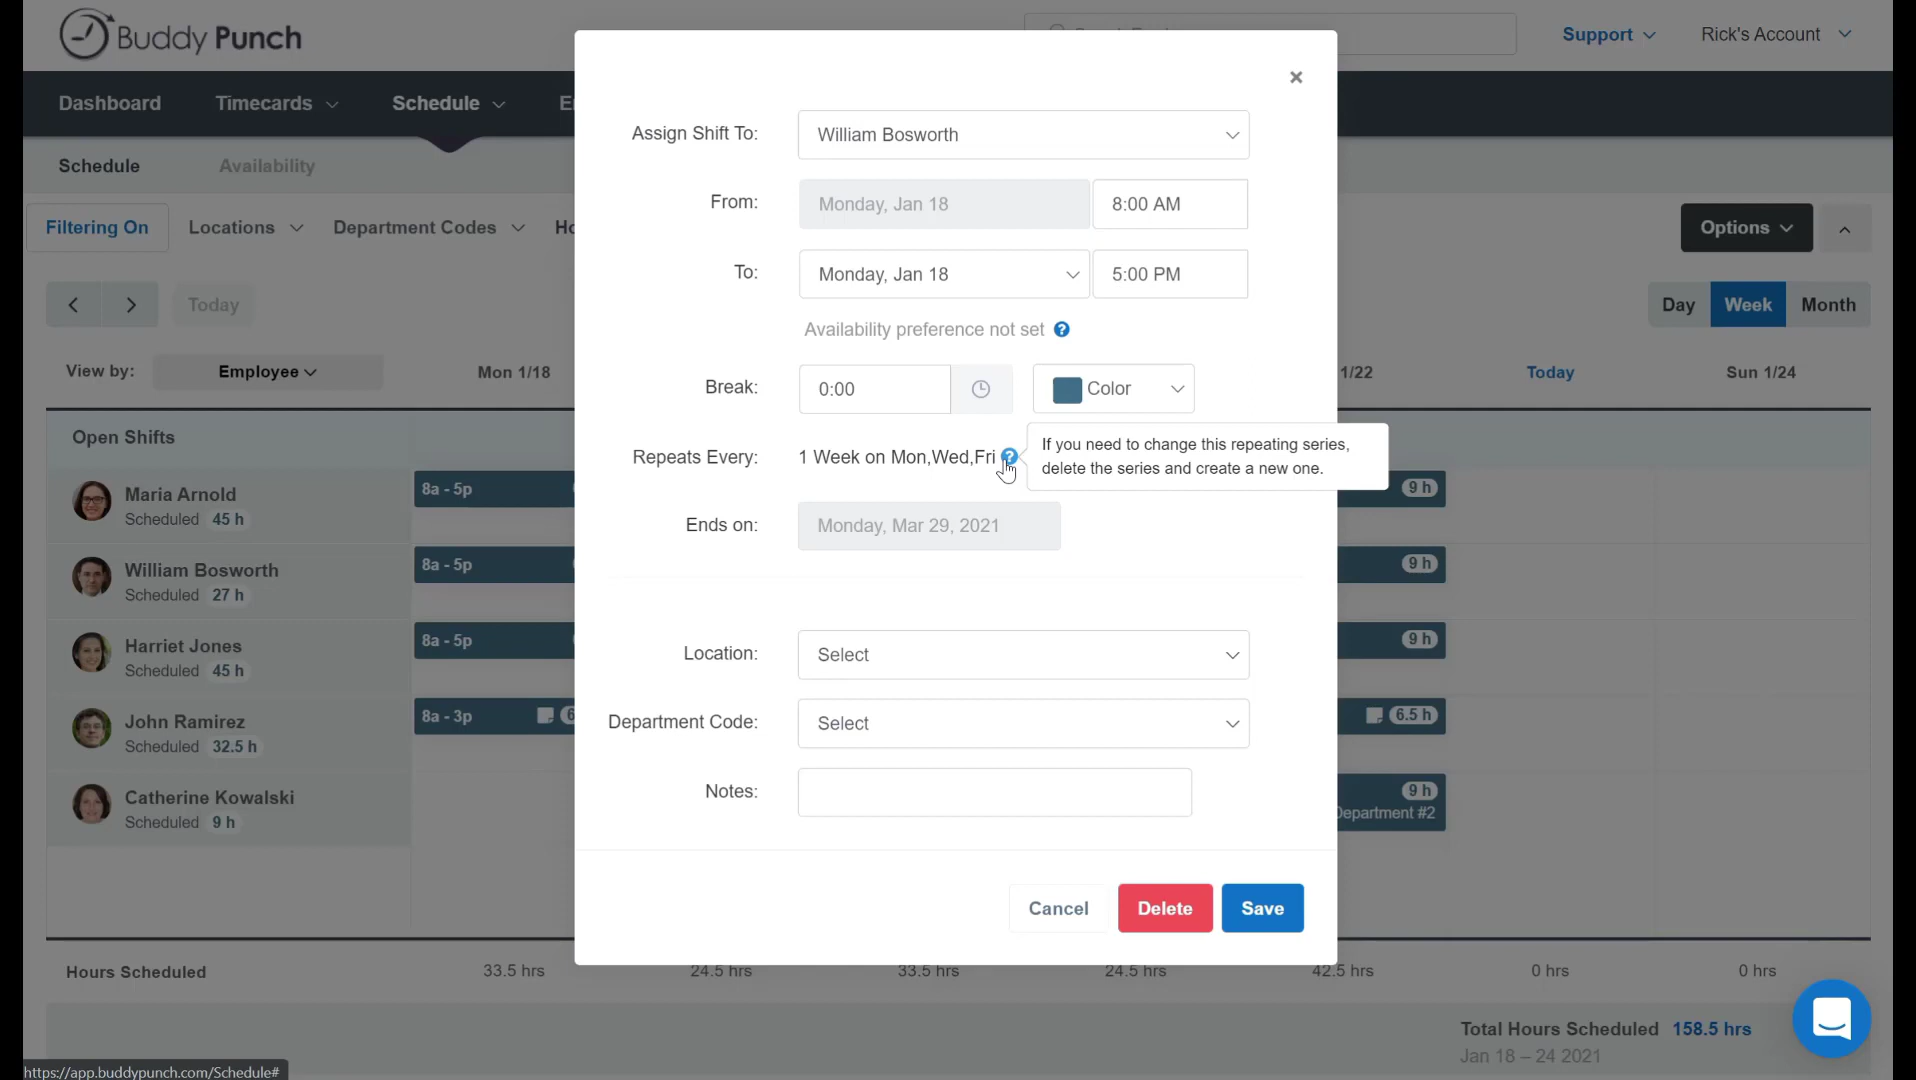 Buddy Punch
Support
Rick's Account
Dashboard
Timecards
Schedule
Schedule
Availability
Filtering On
Locations
Department Codes
Options
Today
Day
Week
Month
View by:
Employee
Mon 1/18
1/22
Today
Sun 1/24
Open Shifts
Maria Arnold
Scheduled 45 h
8a - 5p
9 h
William Bosworth
Scheduled 27 h
8a - 5p
9 h
Harriet Jones
Scheduled 45 h
8a - 5p
9 h
John Ramirez
Scheduled 32.5 h
8a - 3p
6.5 h
Catherine Kowalski
Scheduled 9 h
9 h
Department #2
Assign Shift To:
William Bosworth
From:
Monday, Jan 18
8:00 AM
To:
Monday, Jan 18
5:00 PM
Availability preference not set ?
Break:
0:00
Color
Repeats Every:
1 Week on Mon,Wed,Fri ?
If you need to change this repeating series,
delete the series and create a new one.
Ends on:
Monday, Mar 29, 2021
Location:
Select
Department Code:
Select
Notes:
Cancel
Delete
Save
Hours Scheduled
33.5 hrs
24.5 hrs
33.5 hrs
24.5 hrs
42.5 hrs
0 hrs
0 hrs
Total Hours Scheduled 158.5 hrs
Jan 18 – 24 2021
https://app.buddypunch.com/Schedule#